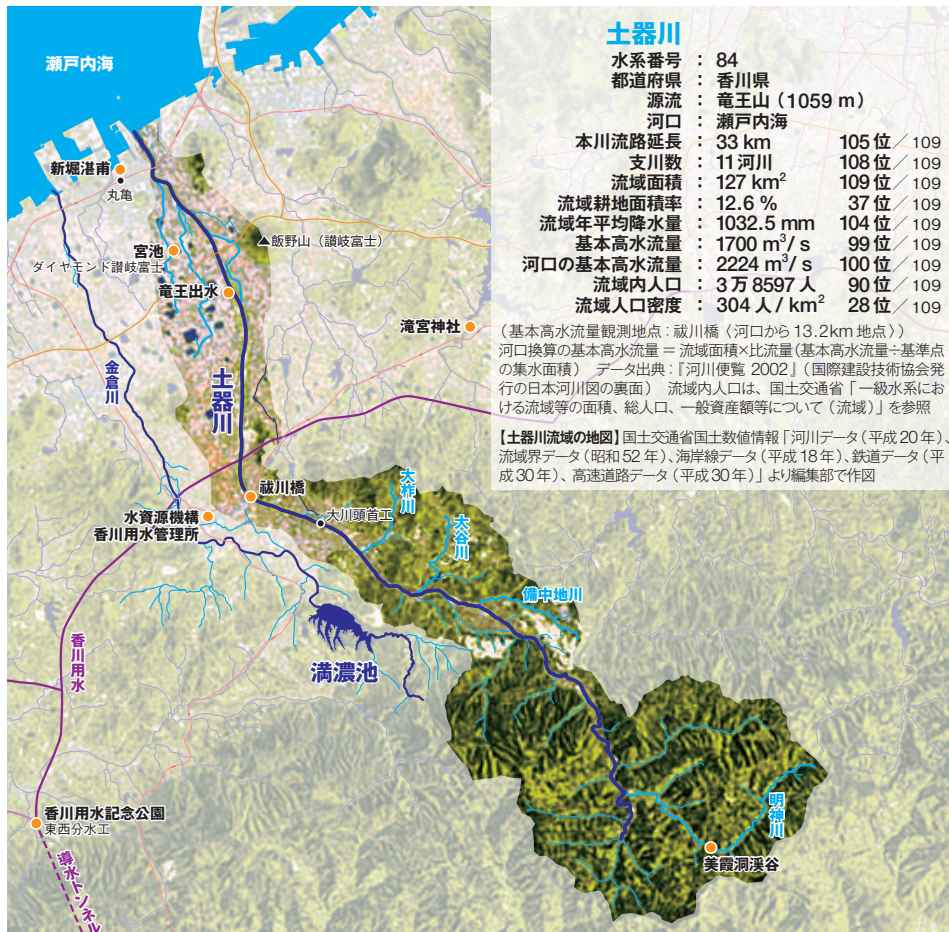 土器川
水系番号 : 84
都道府県 : 香川県
源流 : 竜王山(1059 m)
河口 : 瀬戸内海
本川流路延長 : 33 km 105位／109
支川数 : 11河川 108位／109
流域面積 : 127 km² 109位／109
流域耕地面積率 : 12.6 % 37位／109
流域年平均降水量 : 1032.5 mm 104位／109
基本高水流量 : 1700 m³/ s 99位／109
河口の基本高水流量 : 2224 m³/ s 100位／109
流域内人口 : 3万8597人 90位／109
流域人口密度 : 304人/ km² 28位／109
(基本高水流量観測地点:祓川橋〈河口から13.2km地点〉)
河口換算の基本高水流量 = 流域面積×比流量(基本高水流量÷基準点
の集水面積) データ出典:『河川便覧 2002』(国際建設技術協会発
行の日本河川図の裏面) 流域内人口は、国土交通省「一級水系にお
ける流域等の面積、総人口、一般資産額等について(流域)」を参照
【土器川流域の地図】国土交通省国土数値情報「河川データ(平成20年)、
流域界データ(昭和52年)、海岸線データ(平成18年)、鉄道データ(平
成30年)、高速道路データ(平成30年)」より編集部で作図
瀬戸内海
新堀湛甫
丸亀
宮池
ダイヤモンド讃岐富士
▲飯野山(讃岐富士)
竜王出水
滝宮神社
金倉川
土器川
祓川橋
大川頭首工
大柞川
大谷川
水資源機構
香川用水管理所
備中地川
満濃池
香川用水
明神川
美霞洞渓谷
香川用水記念公園
東西分水工
導水トンネル